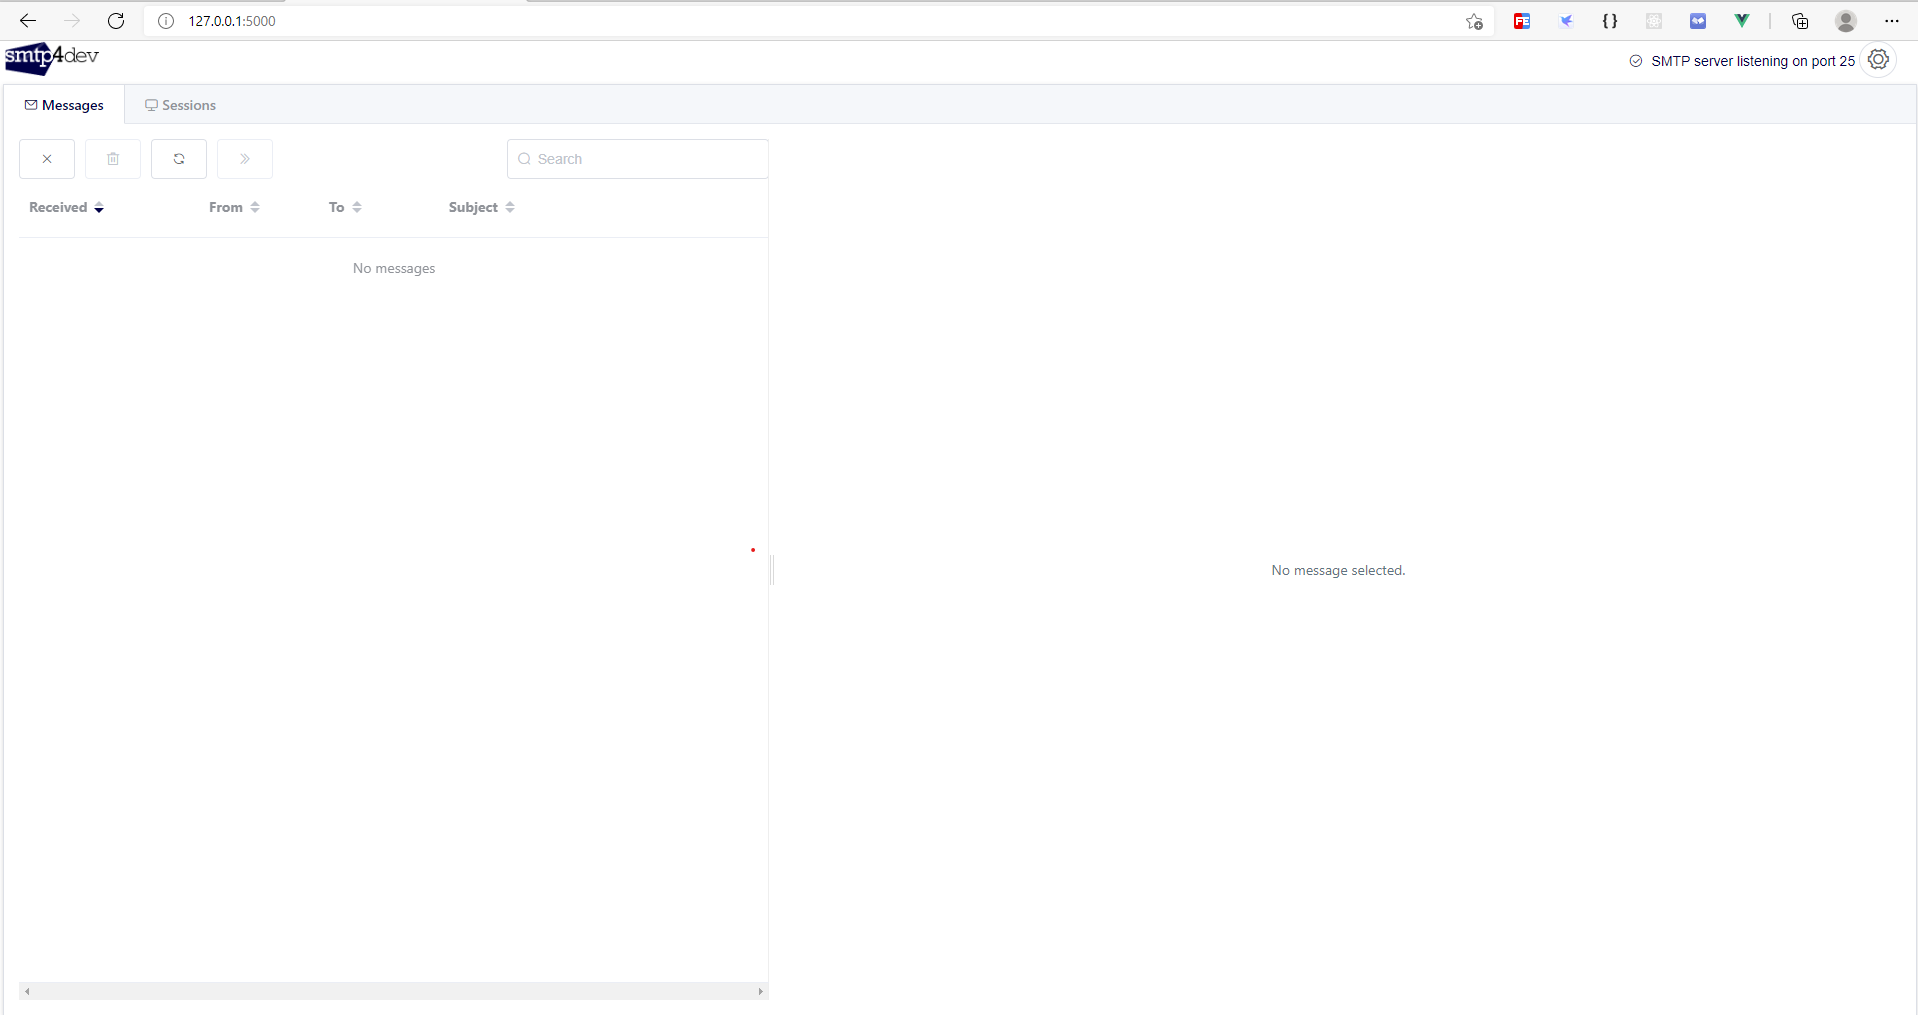 127.0.0.1:5000
FE
smtp4dev
SMTP server listening on port 25
Messages
Sessions
Search
Received From To Subject
No messages
No message selected.